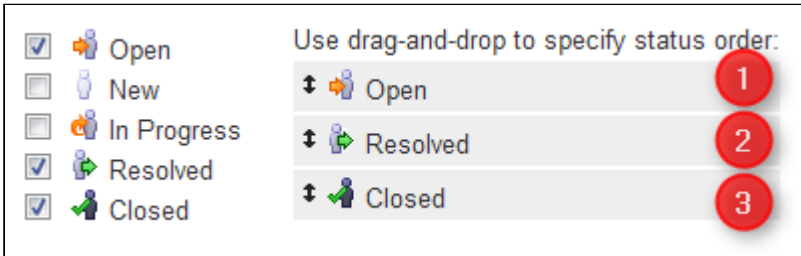 Open
New
In Progress
Resolved
Closed
Use drag-and-drop to specify status order:
Open 1
Resolved 2
Closed 3